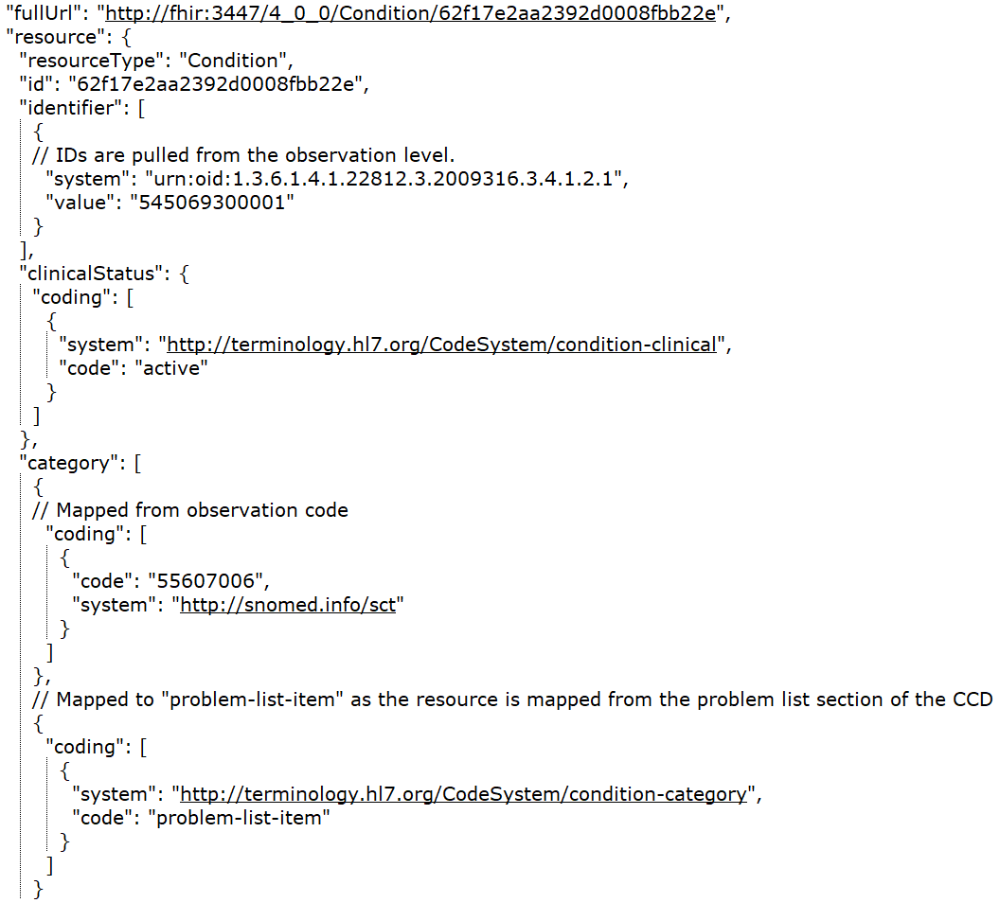 "fullUrl": "http://fhir:3447/4_0_0/Condition/62f17e2aa2392d0008fbb22e",
"resource": {
"resourceType": "Condition",
"id": "62f17e2aa2392d0008fbb22e",
"identifier": [
{
// IDs are pulled from the observation level.
"system": "urn:oid:1.3.6.1.4.1.22812.3.2009316.3.4.1.2.1",
"value": "545069300001"
}
],
"clinicalStatus": {
"coding": [
{
"system": "http://terminology.hl7.org/CodeSystem/condition-clinical",
"code": "active"
}
]
},
"category": [
{
// Mapped from observation code
"coding": [
{
"code": "55607006",
"system": "http://snomed.info/sct"
}
]
},
// Mapped to "problem-list-item" as the resource is mapped from the problem list section of the CCD
{
"coding": [
{
"system": "http://terminology.hl7.org/CodeSystem/condition-category",
"code": "problem-list-item"
}
]
}